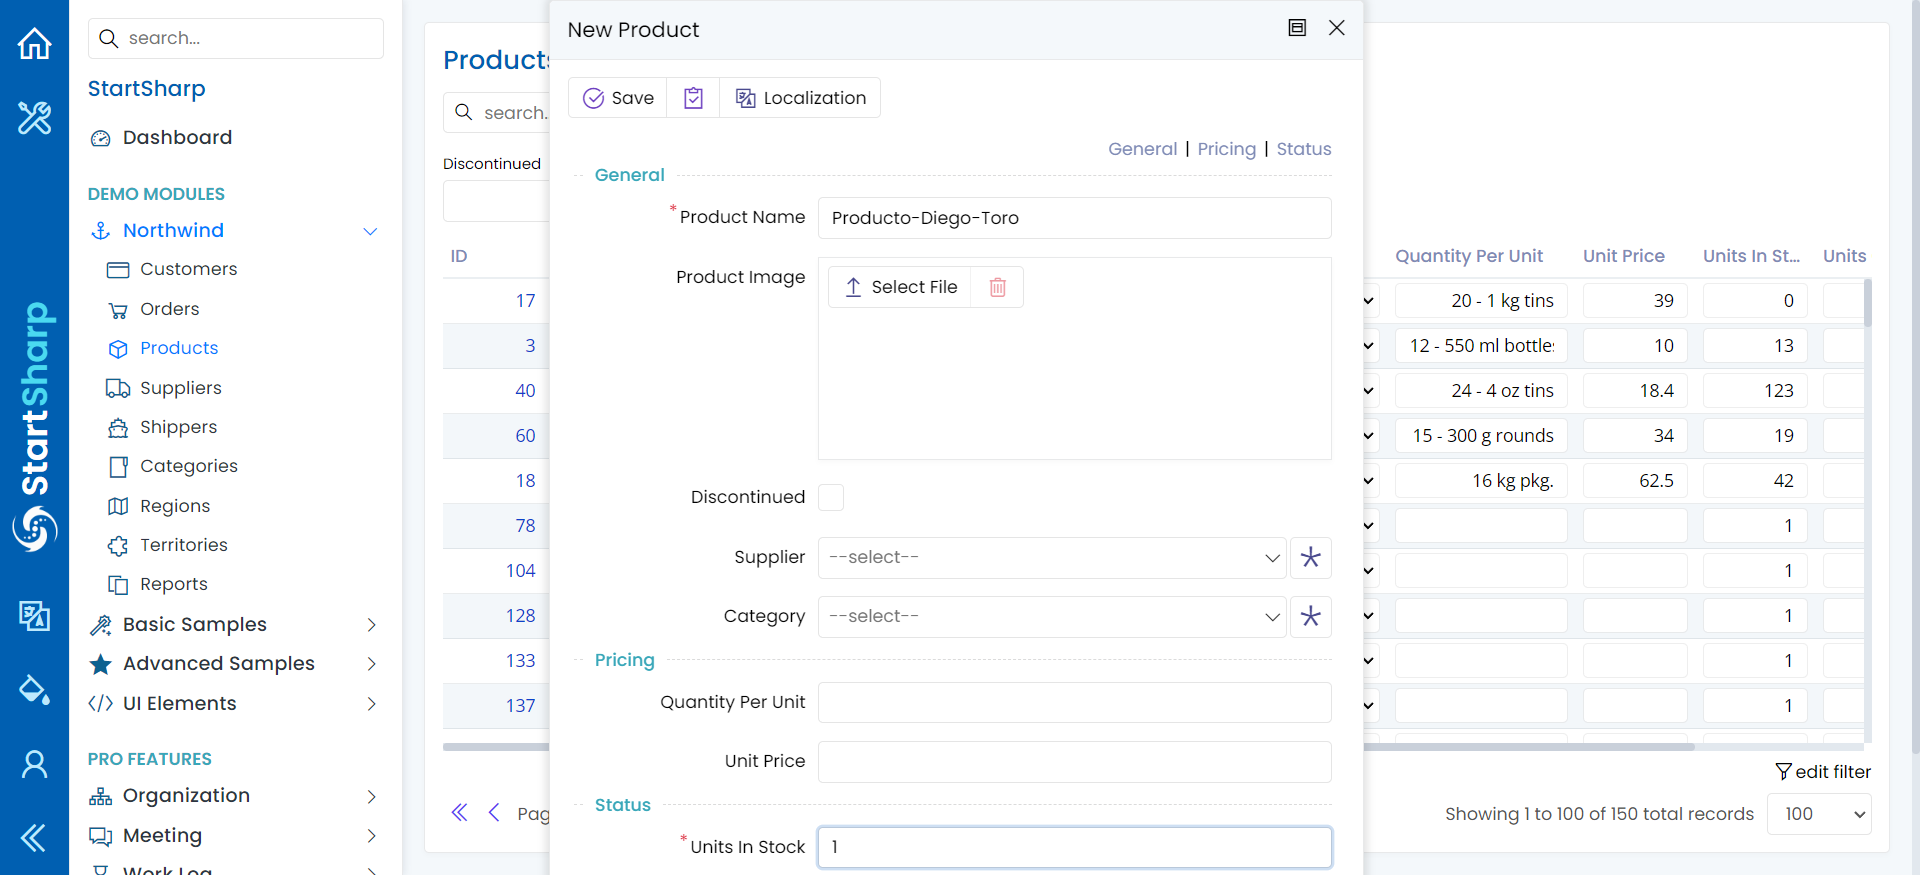 search...
StartSharp
Dashboard
DEMO MODULES
Northwind
Customers
Orders
Products
Suppliers
Shippers
Categories
Regions
Territories
Reports
Basic Samples
Advanced Samples
UI Elements
PRO FEATURES
Organization
Meeting
Work Log
StartSharp
Products
search...
Discontinued
ID Quantity Per Unit Unit Price Units In St... Units
17 20 - 1 kg tins 39 0
3 12 - 550 ml bottles 10 13
40 24 - 4 oz tins 18.4 123
60 15 - 300 g rounds 34 19
18 16 kg pkg. 62.5 42
78 1
104 1
128 1
133 1
137 1
edit filter
Pag
Showing 1 to 100 of 150 total records 100
New Product
Save Localization
General | Pricing | Status
General
* Product Name Producto-Diego-Toro
Product Image Select File
Discontinued
Supplier --select--
Category --select--
Pricing
Quantity Per Unit
Unit Price
Status
* Units In Stock 1